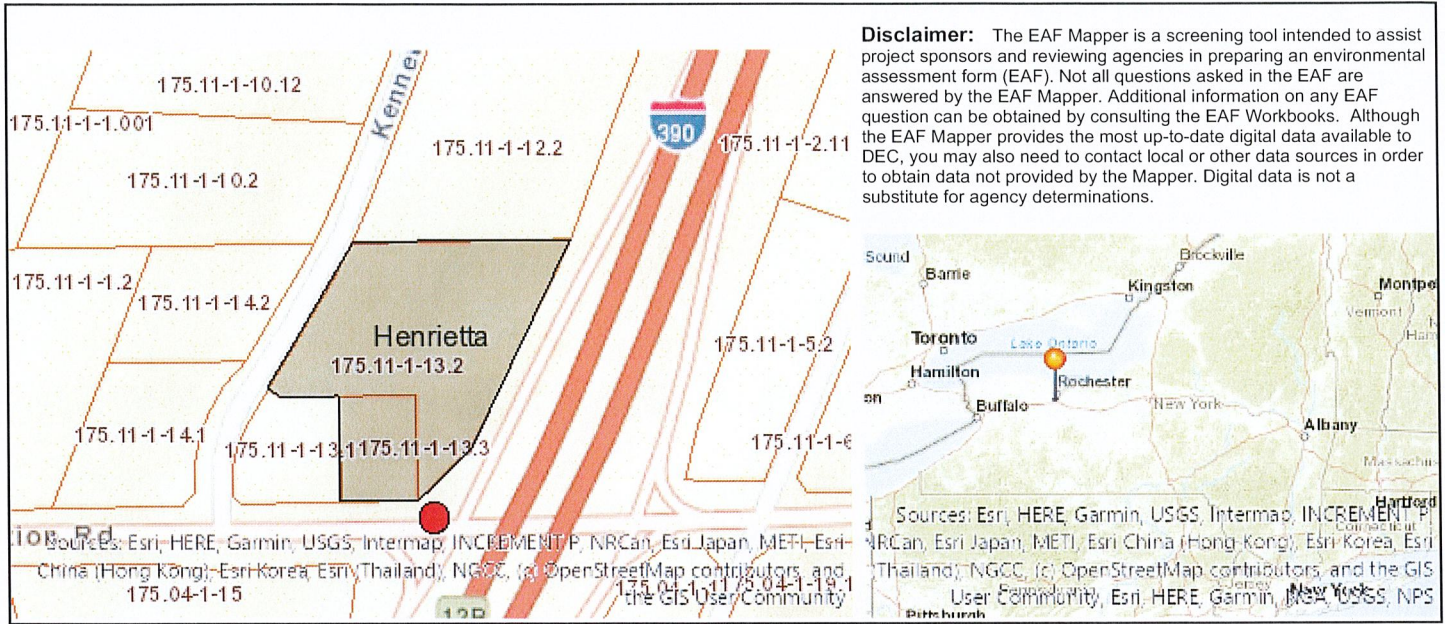 Disclaimer: The EAF Mapper is a screening tool intended to assist
project sponsors and reviewing agencies in preparing an environmental
assessment form (EAF). Not all questions asked in the EAF are
answered by the EAF Mapper. Additional information on any EAF
question can be obtained by consulting the EAF Workbooks. Although
the EAF Mapper provides the most up-to-date digital data available to
DEC, you may also need to contact local or other data sources in order
to obtain data not provided by the Mapper. Digital data is not a
substitute for agency determinations.
175.11-1-10.12
175.11-1-1.001
175.11-1-10.2
175.11-1-12.2
390
175.11-1-2.11
175.11-1-1.2
175.11-1-14.2
Henrietta
175.11-1-13.2
175.11-1-5.2
175.11-1-14.1
175.11-1-13.1
175.11-1-13.3
175.11-1-6
Sources: Esri, HERE, Garmin, USGS, Intermap, INCREMENT P, NRCan, Esri Japan, METI, Esri
China (Hong Kong), Esri Korea, Esri (Thailand), NGCC, (c) OpenStreetMap contributors, and
the GIS User Community
175.04-1-15
Sound
Barrie
Brockville
Kingston
Montpe
Vermont
Toronto
Lake Ontario
Hamilton
Rochester
on
Buffalo
New York
Albany
Hartford
Sources: Esri, HERE, Garmin, USGS, Intermap, INCREMENT P,
NRCan, Esri Japan, METI, Esri China (Hong Kong), Esri Korea, Esri
(Thailand), NGCC, (c) OpenStreetMap contributors, and the GIS
User Community, Esri, HERE, Garmin, NGA, USGS, NPS
New York
Pittsburgh